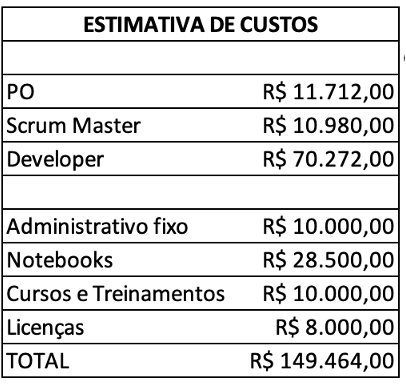 ESTIMATIVA DE CUSTOS
PO R$ 11.712,00
Scrum Master R$ 10.980,00
Developer R$ 70.272,00
Administrativo fixo R$ 10.000,00
Notebooks R$ 28.500,00
Cursos e Treinamentos R$ 10.000,00
Licenças R$ 8.000,00
TOTAL R$ 149.464,00